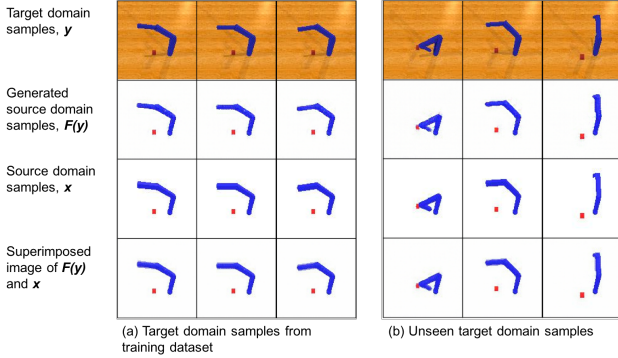 Target domain
samples, y
Generated
source domain
samples, F(y)
Source domain
samples, x
Superimposed
image of F(y)
and x
(a) Target domain samples from
training dataset
(b) Unseen target domain samples